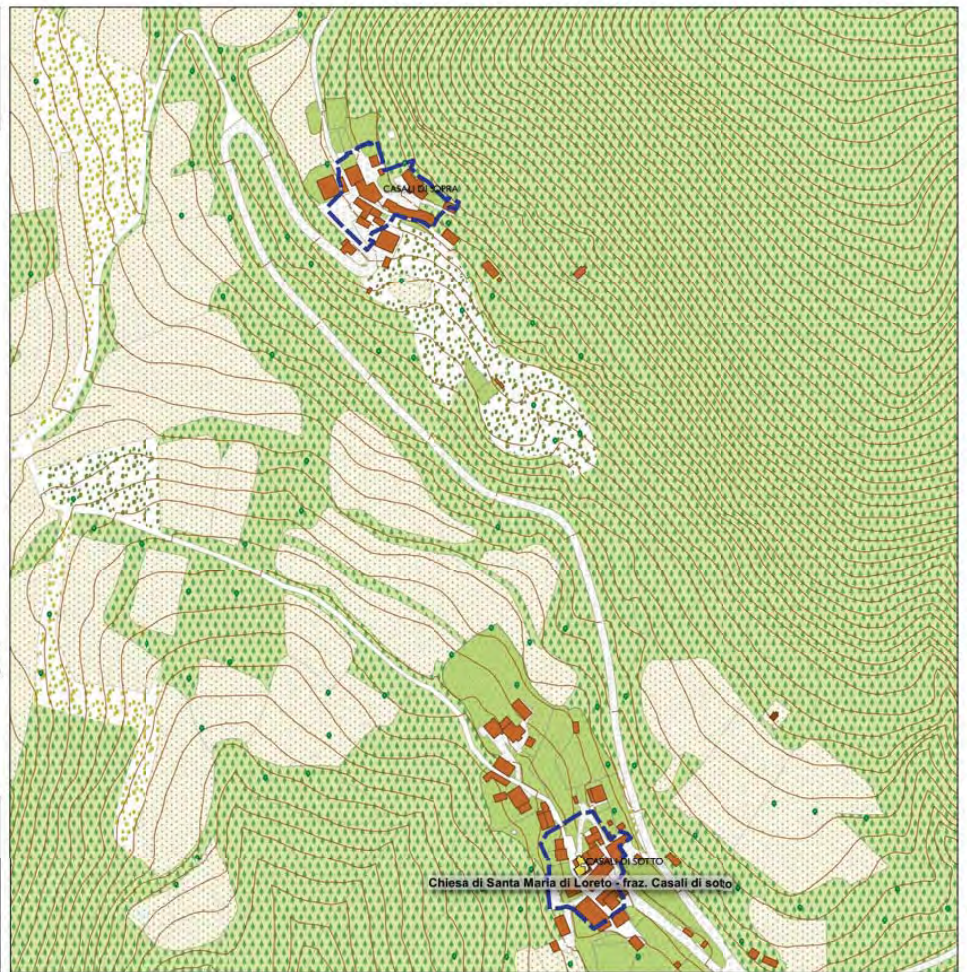 CASALI DI SOPRA
CASALI DI SOTTO
Chiesa di Santa Maria di Loreto - fraz. Casali di sotto